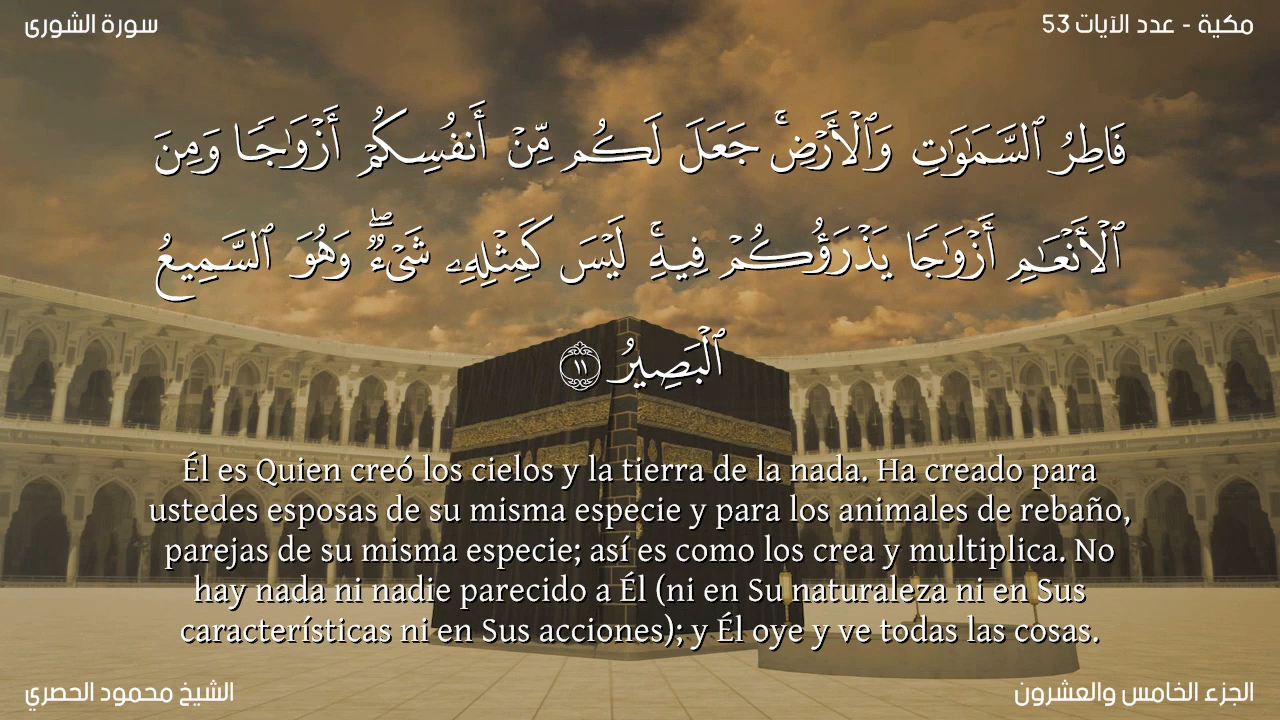 سورة الشورى
مكية - عدد الآيات 53
فَاطِرُ ٱلسَّمَٰوَٰتِ وَٱلْأَرْضِۚ جَعَلَ لَكُم مِّنْ أَنفُسِكُمْ أَزْوَٰجًا وَمِنَ
ٱلْأَنْعَٰمِ أَزْوَٰجًا يَذْرَؤُكُمْ فِيهِۚ لَيْسَ كَمِثْلِهِۦ شَىْءٌۖ وَهُوَ ٱلسَّمِيعُ
ٱلْبَصِيرُ ١١
Él es Quien creó los cielos y la tierra de la nada. Ha creado para
ustedes esposas de su misma especie y para los animales de rebaño,
parejas de su misma especie; así es como los crea y multiplica. No
hay nada ni nadie parecido a Él (ni en Su naturaleza ni en Sus
características ni en Sus acciones); y Él oye y ve todas las cosas.
الشيخ محمود الحصري
الجزء الخامس والعشرون